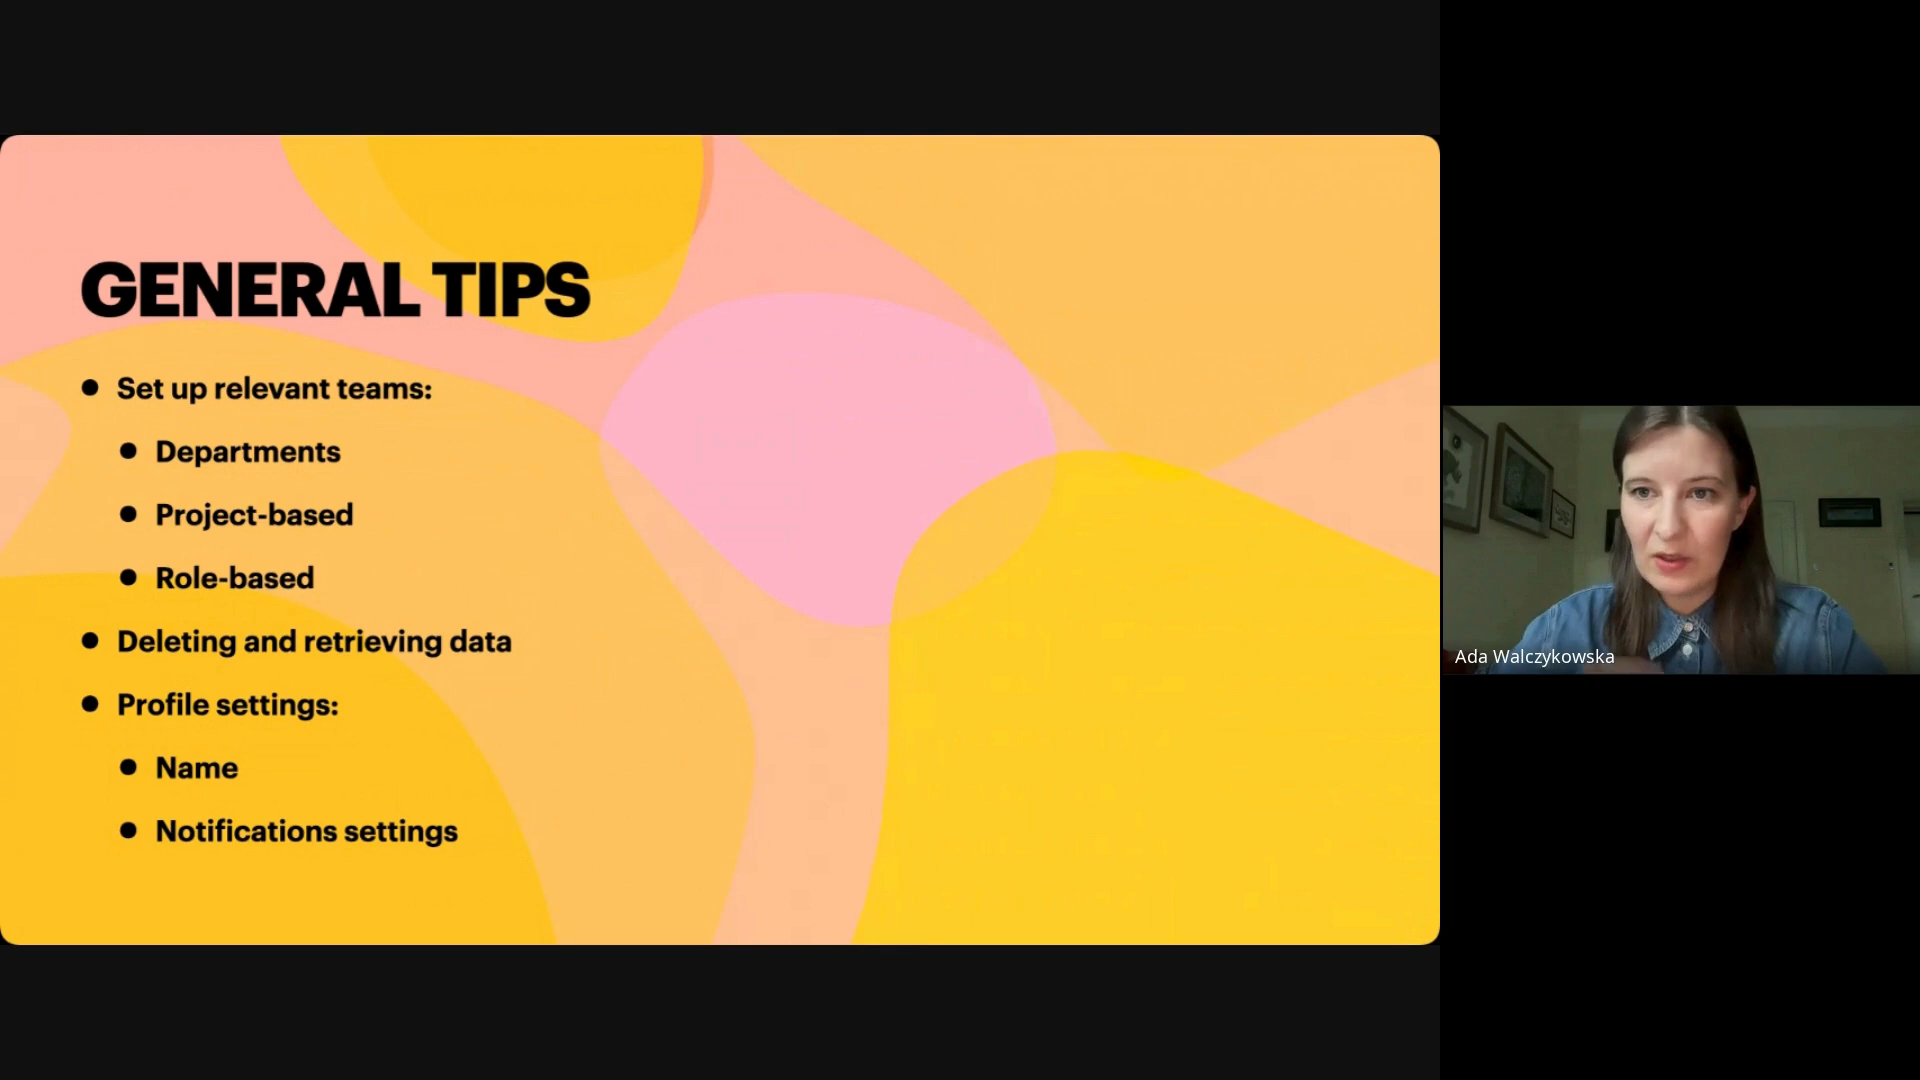 GENERAL TIPS
● Set up relevant teams:
● Departments
● Project-based
● Role-based
● Deleting and retrieving data
● Profile settings:
● Name
● Notifications settings
Ada Walczykowska